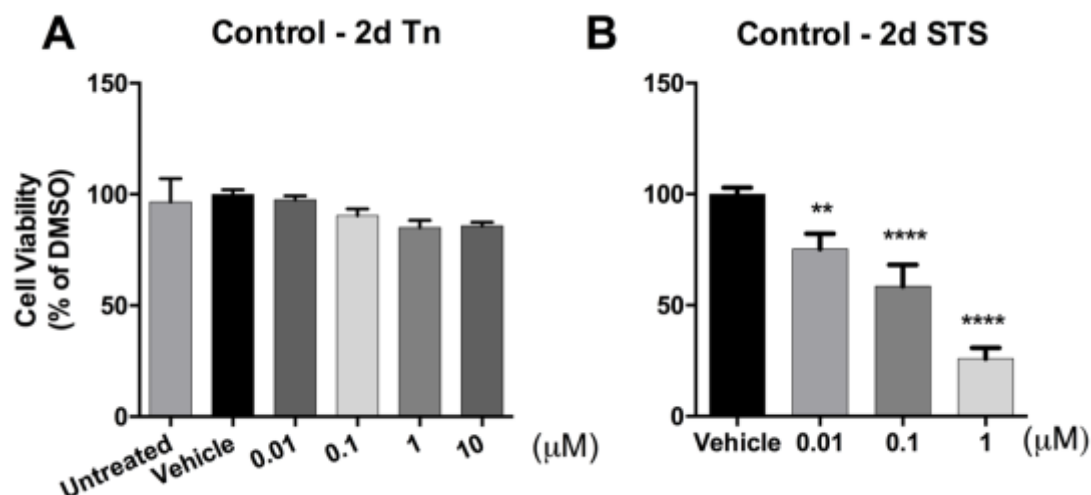 A Control - 2d Tn
Cell Viability
(% of DMSO)
150
100
50
0
Untreated Vehicle 0.01 0.1 1 10 (μM)
B Control - 2d STS
150
100
50
0
**
****
****
Vehicle 0.01 0.1 1 (μM)